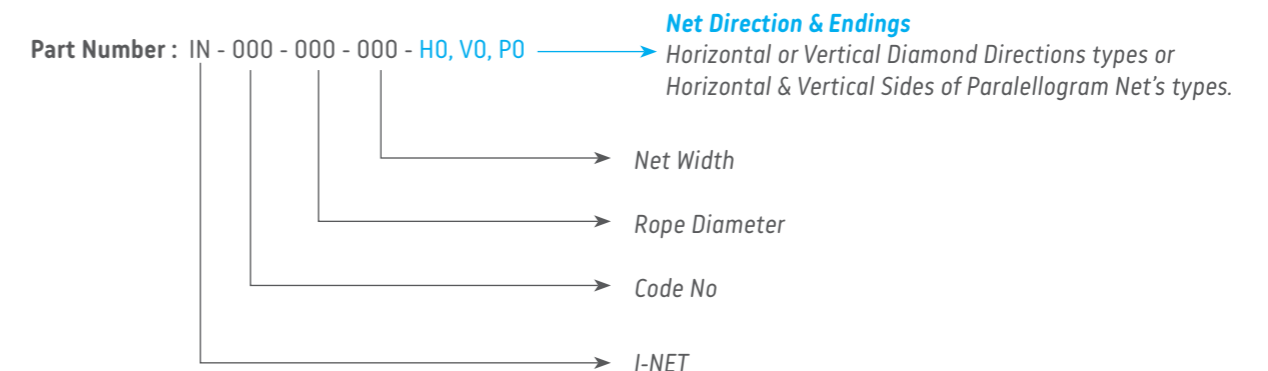 Net Direction & Endings
Part Number : IN - 000 - 000 - 000 - H0, V0, P0
Horizontal or Vertical Diamond Directions types or
Horizontal & Vertical Sides of Paralellogram Net's types.
Net Width
Rope Diameter
Code No
I-NET